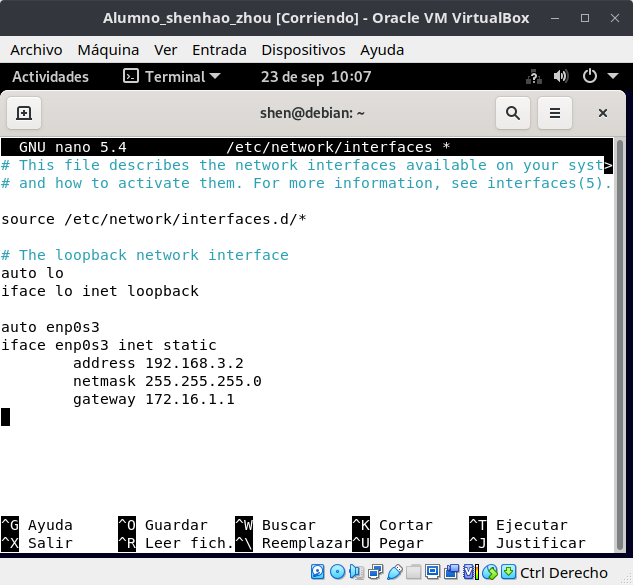 Alumno_shenhao_zhou [Corriendo] - Oracle VM VirtualBox
Archivo Máquina Ver Entrada Dispositivos Ayuda
Actividades Terminal 23 de sep 10:07
shen@debian: ~
GNU nano 5.4 /etc/network/interfaces *
# This file describes the network interfaces available on your syst>
# and how to activate them. For more information, see interfaces(5).
source /etc/network/interfaces.d/*
# The loopback network interface
auto lo
iface lo inet loopback
auto enp0s3
iface enp0s3 inet static
address 192.168.3.2
netmask 255.255.255.0
gateway 172.16.1.1
^G Ayuda ^O Guardar ^W Buscar ^K Cortar ^T Ejecutar
^X Salir ^R Leer fich. ^\ Reemplazar ^U Pegar ^J Justificar
Ctrl Derecho